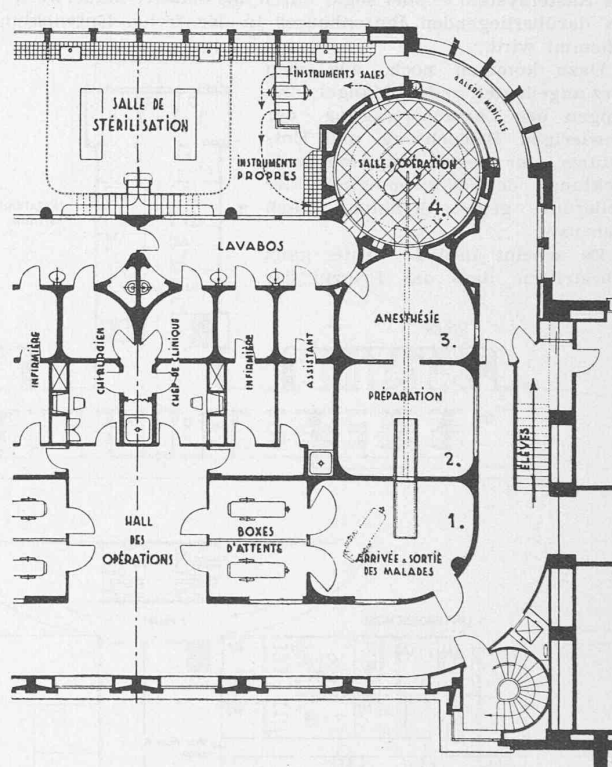 INSTRUMENTS SALES
GALERIE MÉDICALE
SALLE DE
STÉRILISATION
INSTRUMENTS
PROPRES
SALLE D'OPÉRATION
4.
LAVABOS
ANESTHÉSIE
3.
INFIRMIÈRE
CHIRURGIEN
CHEF DE CLINIQUE
INFIRMIÈRE
ASSISTANT
PRÉPARATION
2.
ÉLÈVES
1.
HALL
DES
OPÉRATIONS
BOXES
D'ATTENTE
ARRIVÉE & SORTIE
DES MALADES